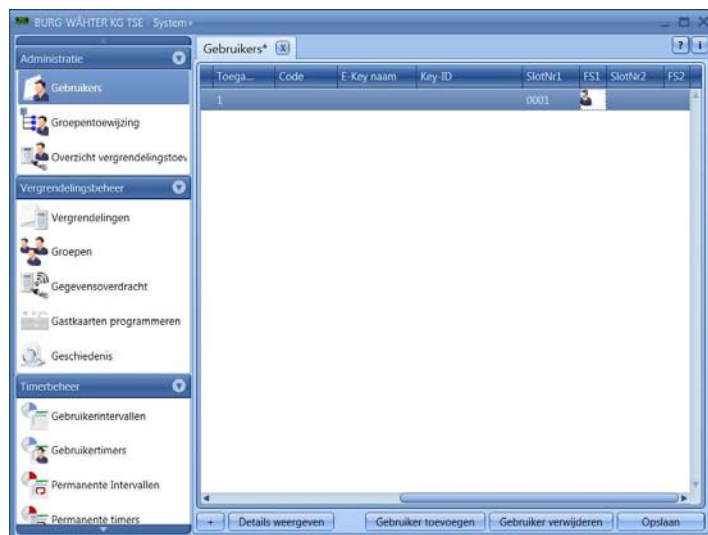 BURG-WÄHTER KG TSE - System+
Administratie
Gebruikers
Groepentoewijzing
Overzicht vergrendelingstoew
Vergrendelingsbeheer
Vergrendelingen
Groepen
Gegevensoverdracht
Gastkaarten programmeren
Geschiedenis
Timerbeheer
Gebruikerintervallen
Gebruikertimers
Permanente Intervallen
Permanente timers
Gebruikers* x
? i
Toega... Code E-Key naam Key-ID SlotNr1 FS1 SlotNr2 FS2
1 0001
+ Details weergeven Gebruiker toevoegen Gebruiker verwijderen Opslaan